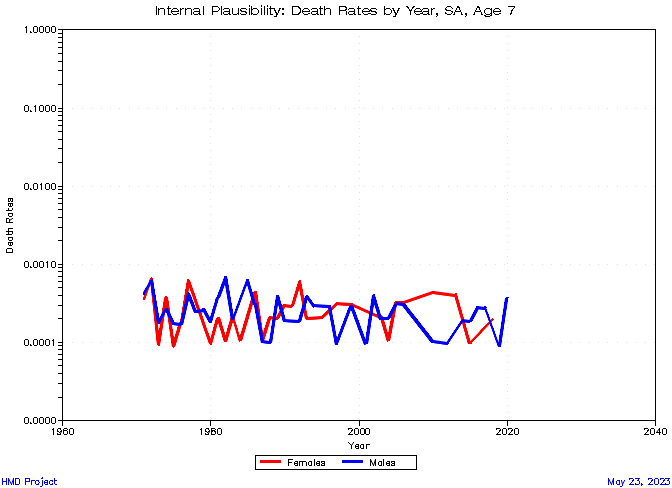 Internal Plausibility: Death Rates by Year, SA, Age 7
1.0000
0.1000
0.0100
0.0010
0.0001
0.0000
Death Rates
1960
1980
2000
2020
2040
Year
Females
Males
HMD Project
May 23, 2023